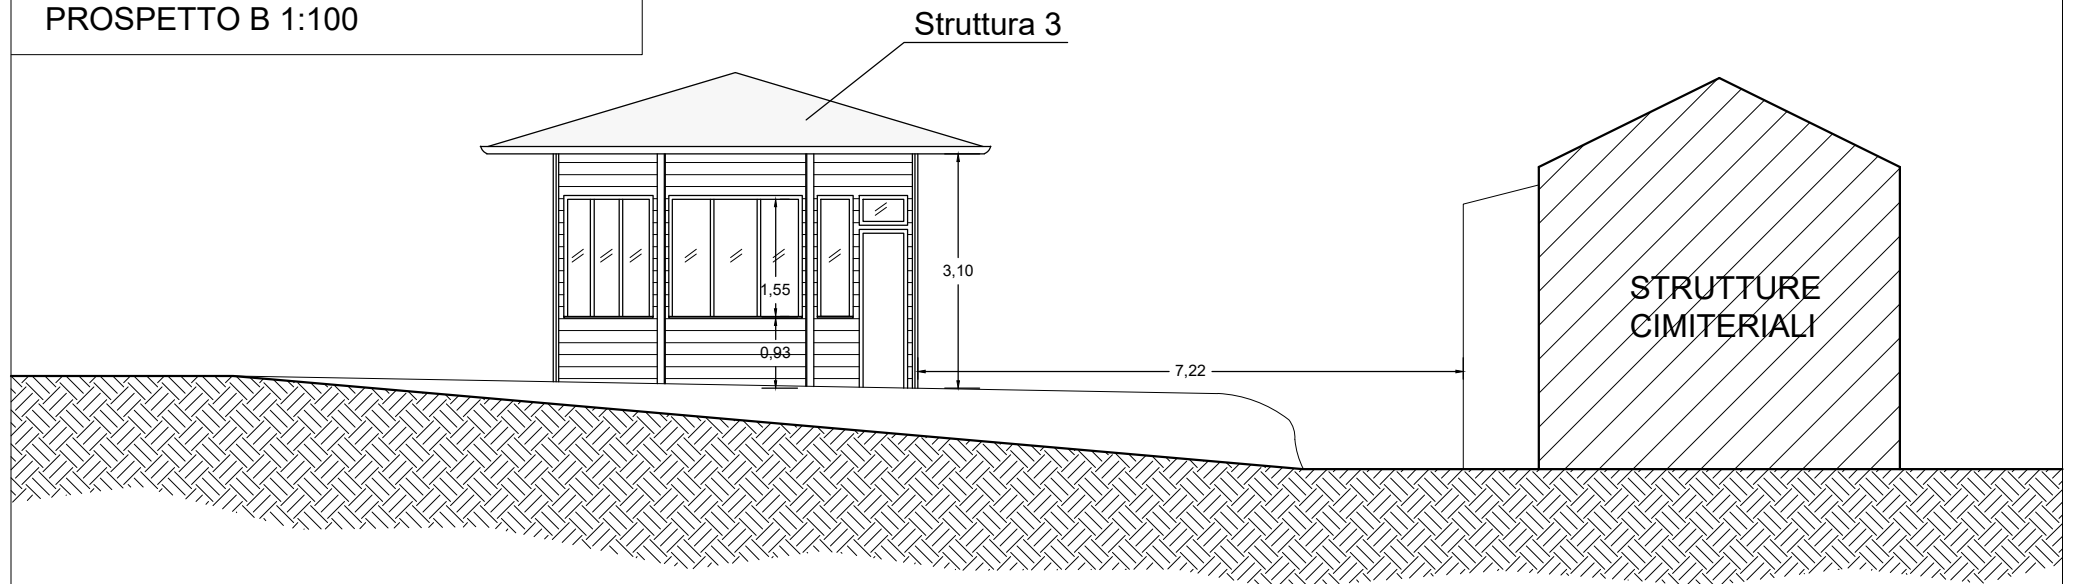 PROSPETTO B 1:100
Struttura 3
3,10
1,55
0,93
7,22
STRUTTURE
CIMITERIALI